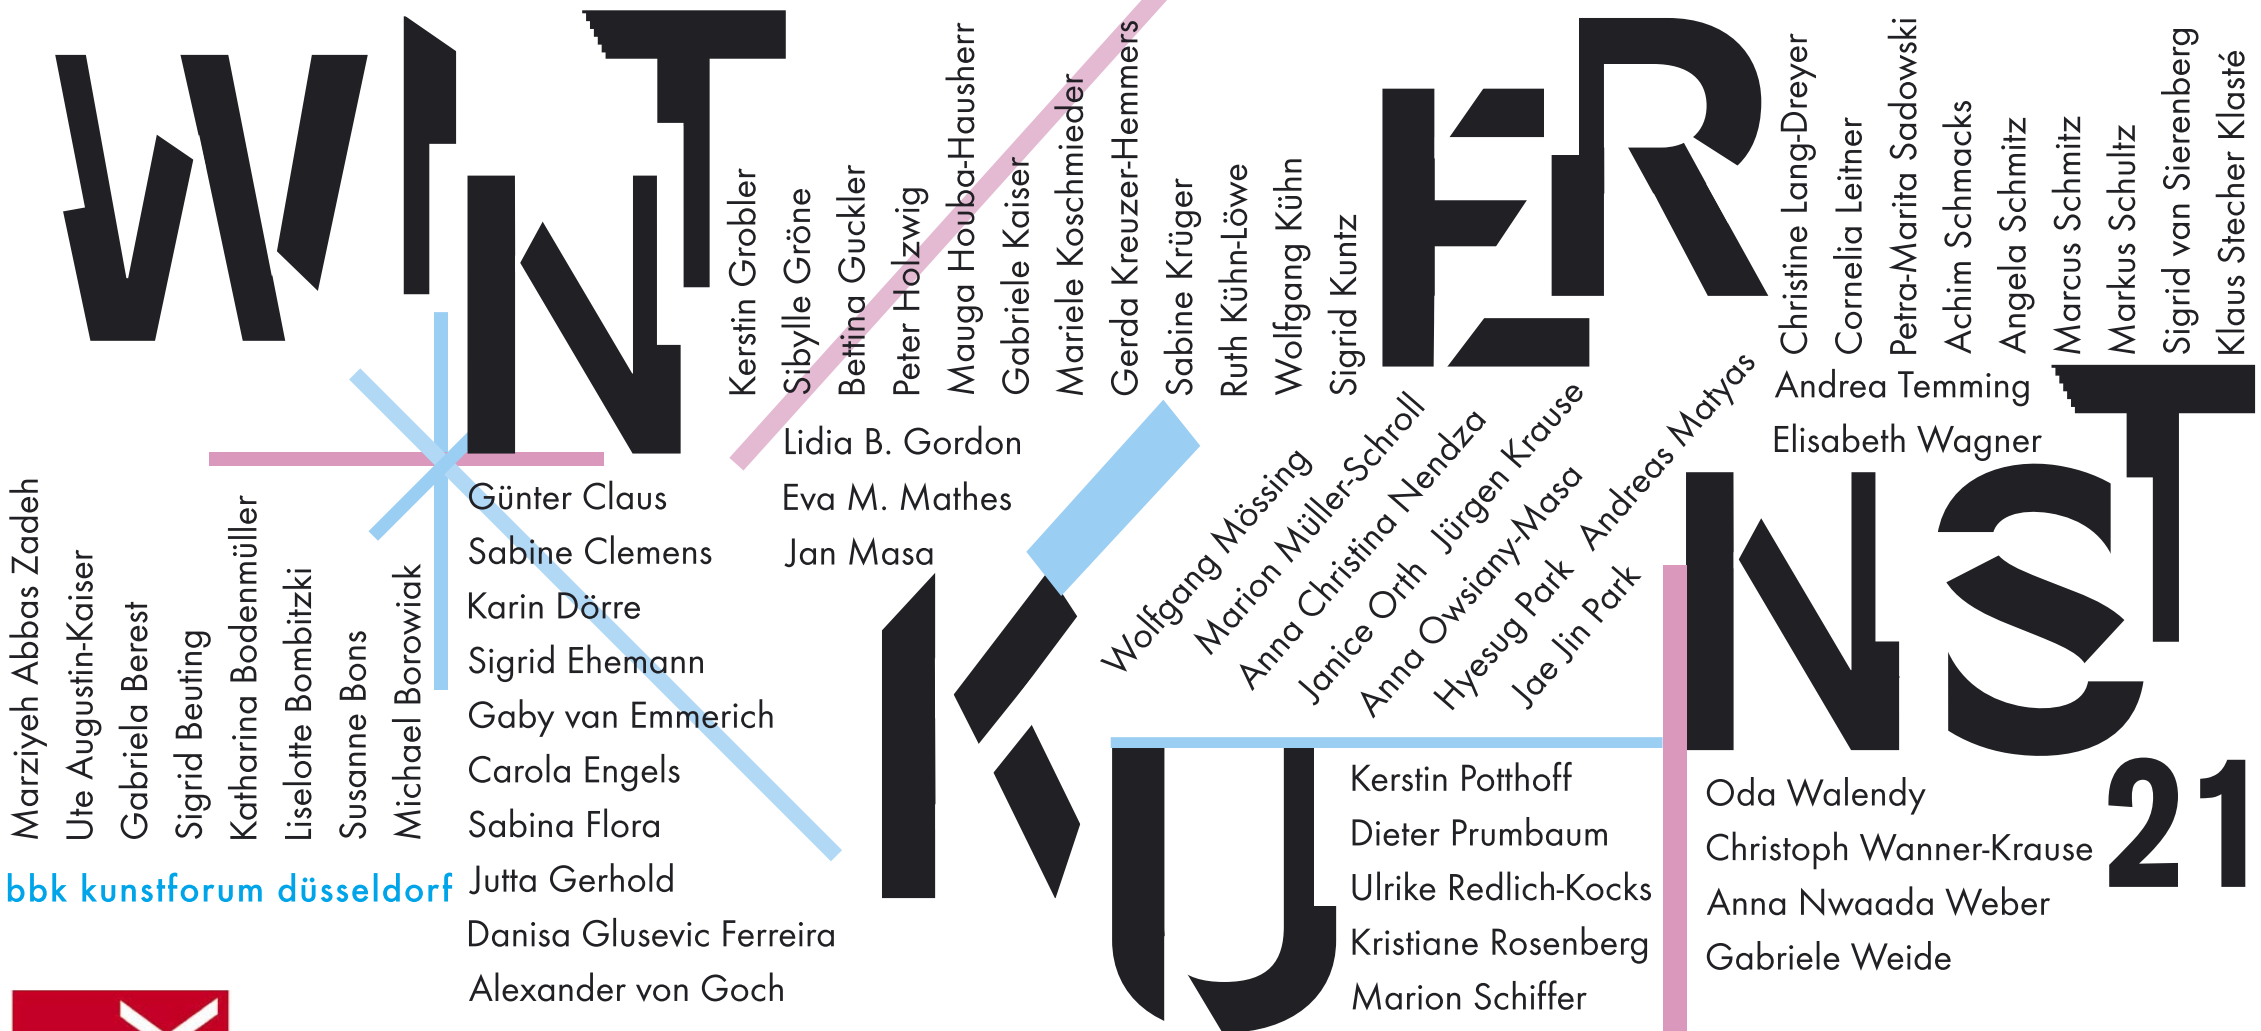 WINTER
KUNST
21
Marziyeh Abbas Zadeh
Ute Augustin-Kaiser
Gabriela Berest
Sigrid Beuting
Katharina Bodenmüller
Liselotte Bombitzki
Susanne Bons
Michael Borowiak
bbk kunstforum düsseldorf
Günter Claus
Sabine Clemens
Karin Dörre
Sigrid Ehemann
Gaby van Emmerich
Carola Engels
Sabina Flora
Jutta Gerhold
Danisa Glusevic Ferreira
Alexander von Goch
Lidia B. Gordon
Eva M. Mathes
Jan Masa
Kerstin Grobler
Sibylle Gröne
Bettina Guckler
Peter Holzwig
Mauga Houba-Hausherr
Gabriele Kaiser
Mariele Koschmieder
Gerda Kreuzer-Hemmers
Sabine Krüger
Ruth Kühn-Löwe
Wolfgang Kühn
Sigrid Kuntz
Wolfgang Mössing
Marion Müller-Schroll
Anna Christina Nendza
Janice Orth
Jürgen Krause
Anna Owsiany-Masa
Hyesug Park
Andreas Matyas
Jae Jin Park
Kerstin Potthoff
Dieter Prumbaum
Ulrike Redlich-Kocks
Kristiane Rosenberg
Marion Schiffer
Christine Lang-Dreyer
Cornelia Leitner
Petra-Marita Sadowski
Achim Schmacks
Angela Schmitz
Marcus Schmitz
Markus Schultz
Sigrid van Sierenberg
Klaus Stecher Klasté
Andrea Temming
Elisabeth Wagner
Oda Walendy
Christoph Wanner-Krause
Anna Nwaada Weber
Gabriele Weide